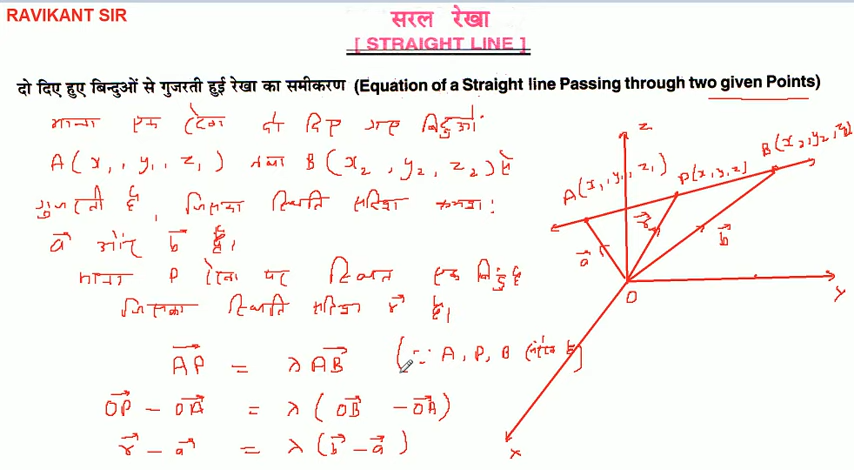 RAVIKANT SIR
सरल रेखा
[ STRAIGHT LINE ]
दो दिए हुए बिन्दुओं से गुजरती हुई रेखा का समीकरण (Equation of a Straight line Passing through two given Points)
माना एक रेखा दो दिए गए बिंदुओं
A(x₁, y₁, z₁) तथा B(x₂, y₂, z₂) से
गुजरती है, जिसका स्थिति सदिश क्रमशः
a⃗ और b⃗ है।
माना P रेखा पर स्थित एक बिंदु है
जिसका स्थिति सदिश r⃗ है।
AP⃗ = λ AB⃗ (∵ A, P, B संरेख है)
OP⃗ – OA⃗ = λ(OB⃗ – OA⃗)
r⃗ – a⃗ = λ(b⃗ – a⃗)
Z
A(x₁, y₁, z₁)
P(x, y, z)
B(x₂, y₂, z₂)
a⃗
r⃗
b⃗
O
Y
X